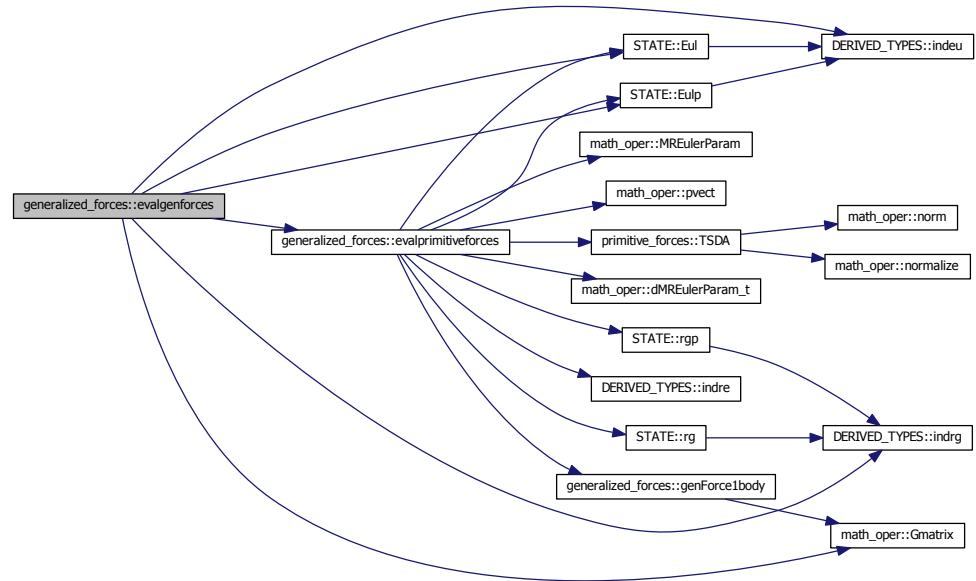 generalized_forces::evalgenforces
generalized_forces::evalprimitiveforces
STATE::Eul
STATE::Eulp
math_oper::MREulerParam
math_oper::pvect
primitive_forces::TSDA
math_oper::dMREulerParam_t
STATE::rgp
DERIVED_TYPES::indre
STATE::rg
generalized_forces::genForce1body
DERIVED_TYPES::indeu
math_oper::norm
math_oper::normalize
DERIVED_TYPES::indrg
math_oper::Gmatrix